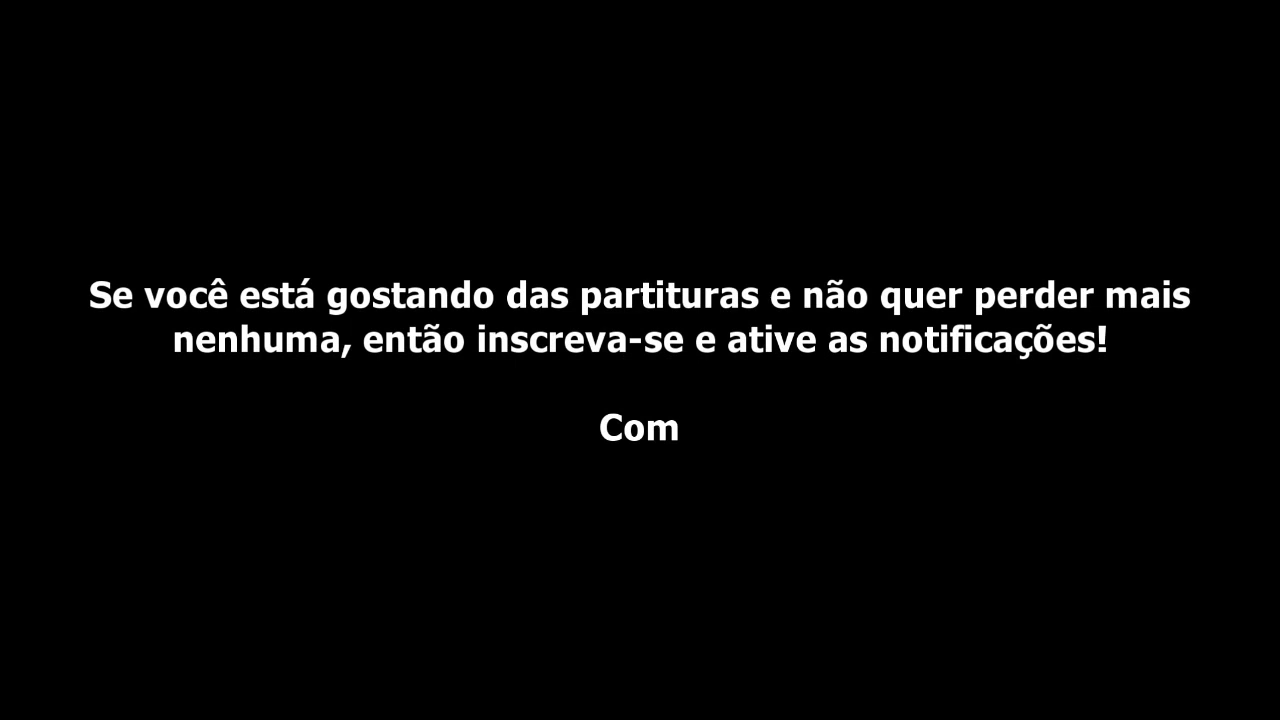 Se você está gostando das partituras e não quer perder mais
nenhuma, então inscreva-se e ative as notificações!
Com